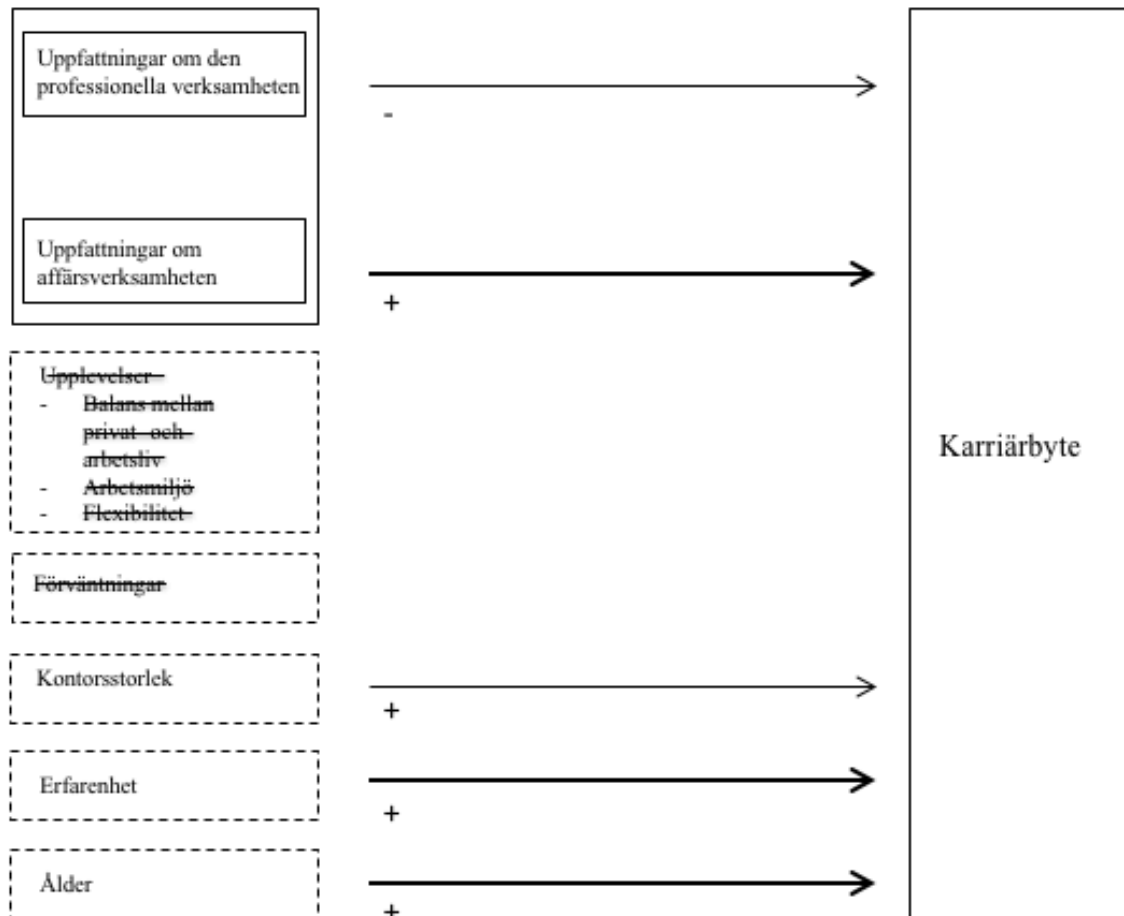 Uppfattningar om den
professionella verksamheten
-
Uppfattningar om
affärsverksamheten
+
Upplevelser
- Balans mellan
privat- och
arbetsliv
- Arbetsmiljö
- Flexibilitet
Förväntningar
Karriärbyte
Kontorsstorlek
+
Erfarenhet
+
Ålder
+